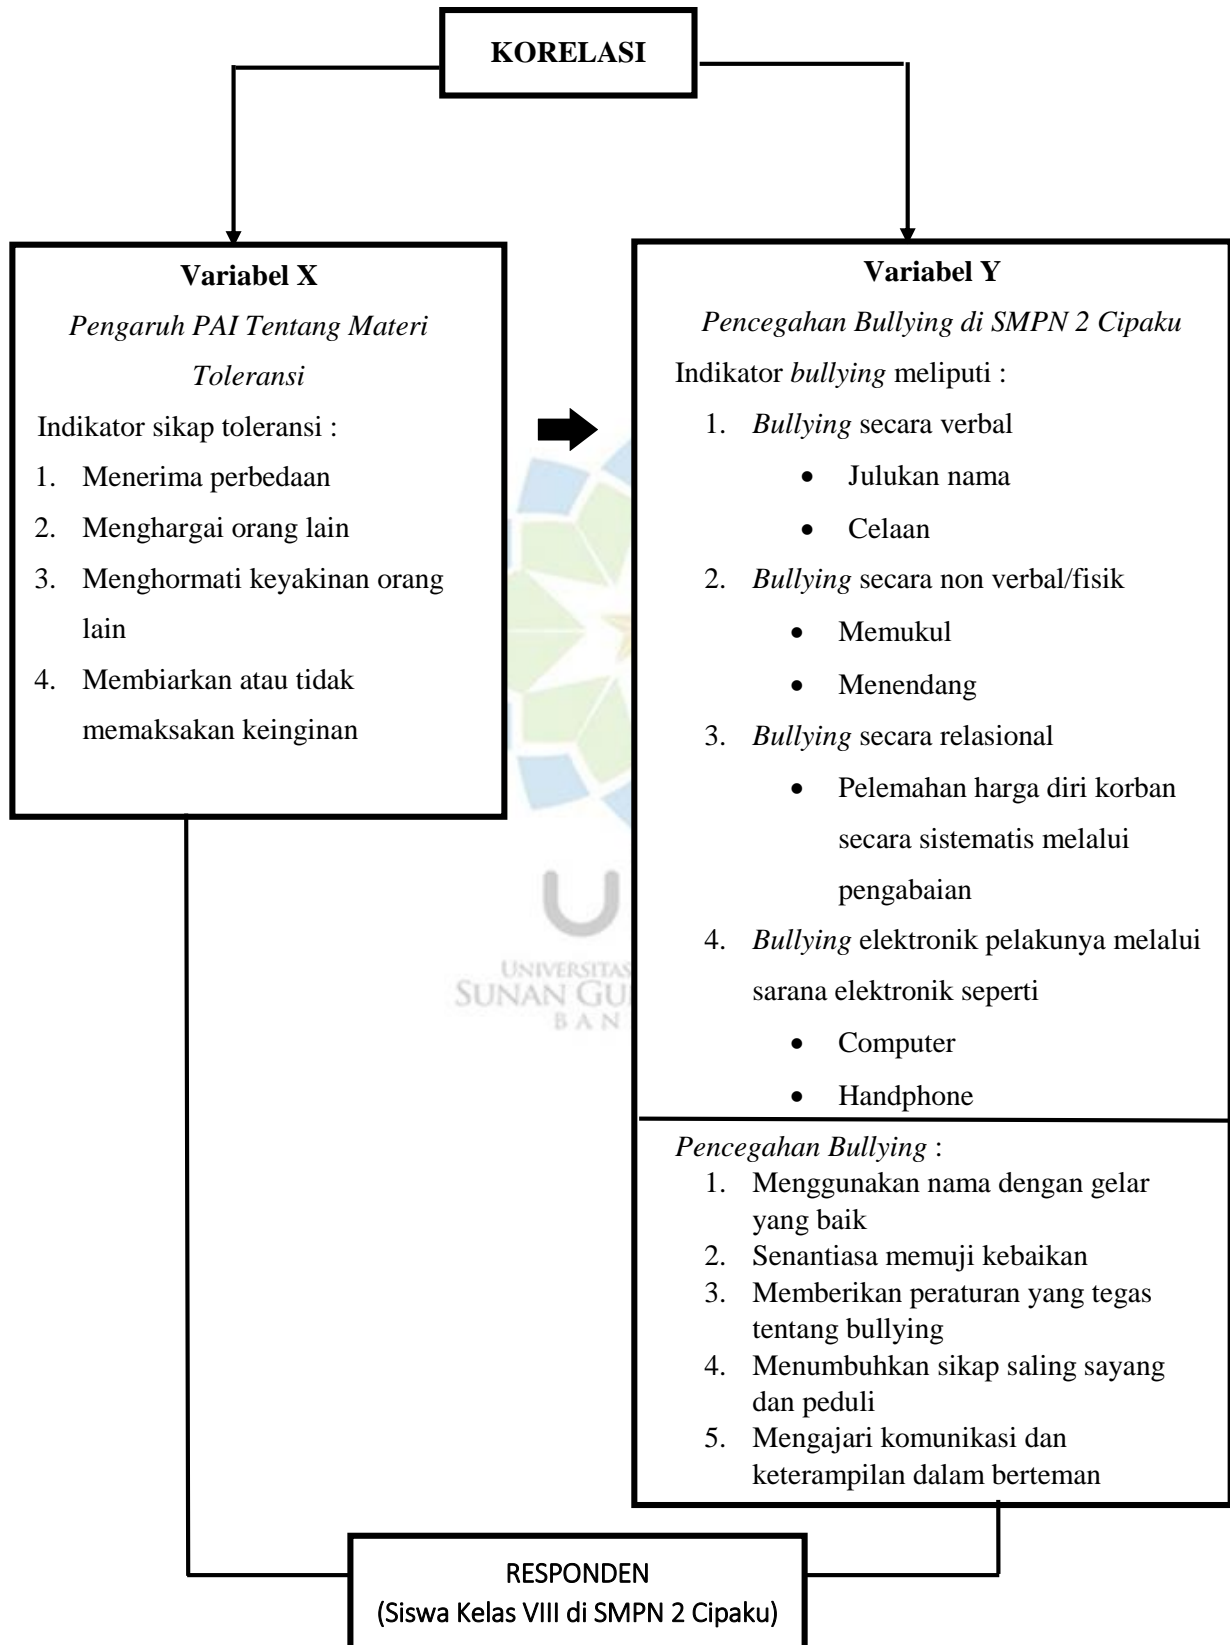 KORELASI
Variabel X
Pengaruh PAI Tentang Materi
Toleransi
Indikator sikap toleransi :
1. Menerima perbedaan
2. Menghargai orang lain
3. Menghormati keyakinan orang
lain
4. Membiarkan atau tidak
memaksakan keinginan
Variabel Y
Pencegahan Bullying di SMPN 2 Cipaku
Indikator bullying meliputi :
1. Bullying secara verbal
• Julukan nama
• Celaan
2. Bullying secara non verbal/fisik
• Memukul
• Menendang
3. Bullying secara relasional
• Pelemahan harga diri korban
secara sistematis melalui
pengabaian
4. Bullying elektronik pelakunya melalui
sarana elektronik seperti
• Computer
• Handphone
Pencegahan Bullying :
1. Menggunakan nama dengan gelar
yang baik
2. Senantiasa memuji kebaikan
3. Memberikan peraturan yang tegas
tentang bullying
4. Menumbuhkan sikap saling sayang
dan peduli
5. Mengajari komunikasi dan
keterampilan dalam berteman
UNIVERSITAS
SUNAN
RESPONDEN
(Siswa Kelas VIII di SMPN 2 Cipaku)